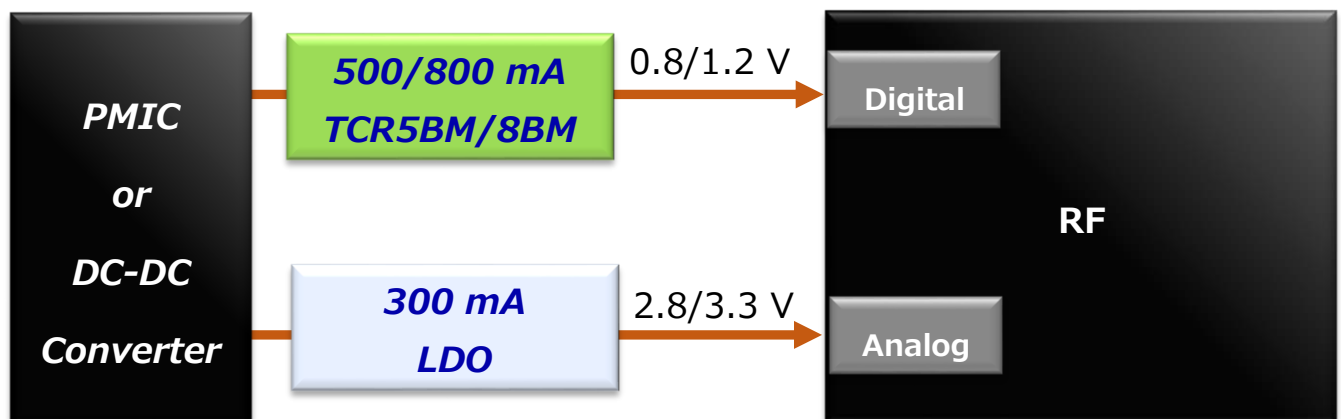 PMIC
or
DC-DC
Converter
500/800 mA
TCR5BM/8BM
0.8/1.2 V
Digital
300 mA
LDO
2.8/3.3 V
Analog
RF